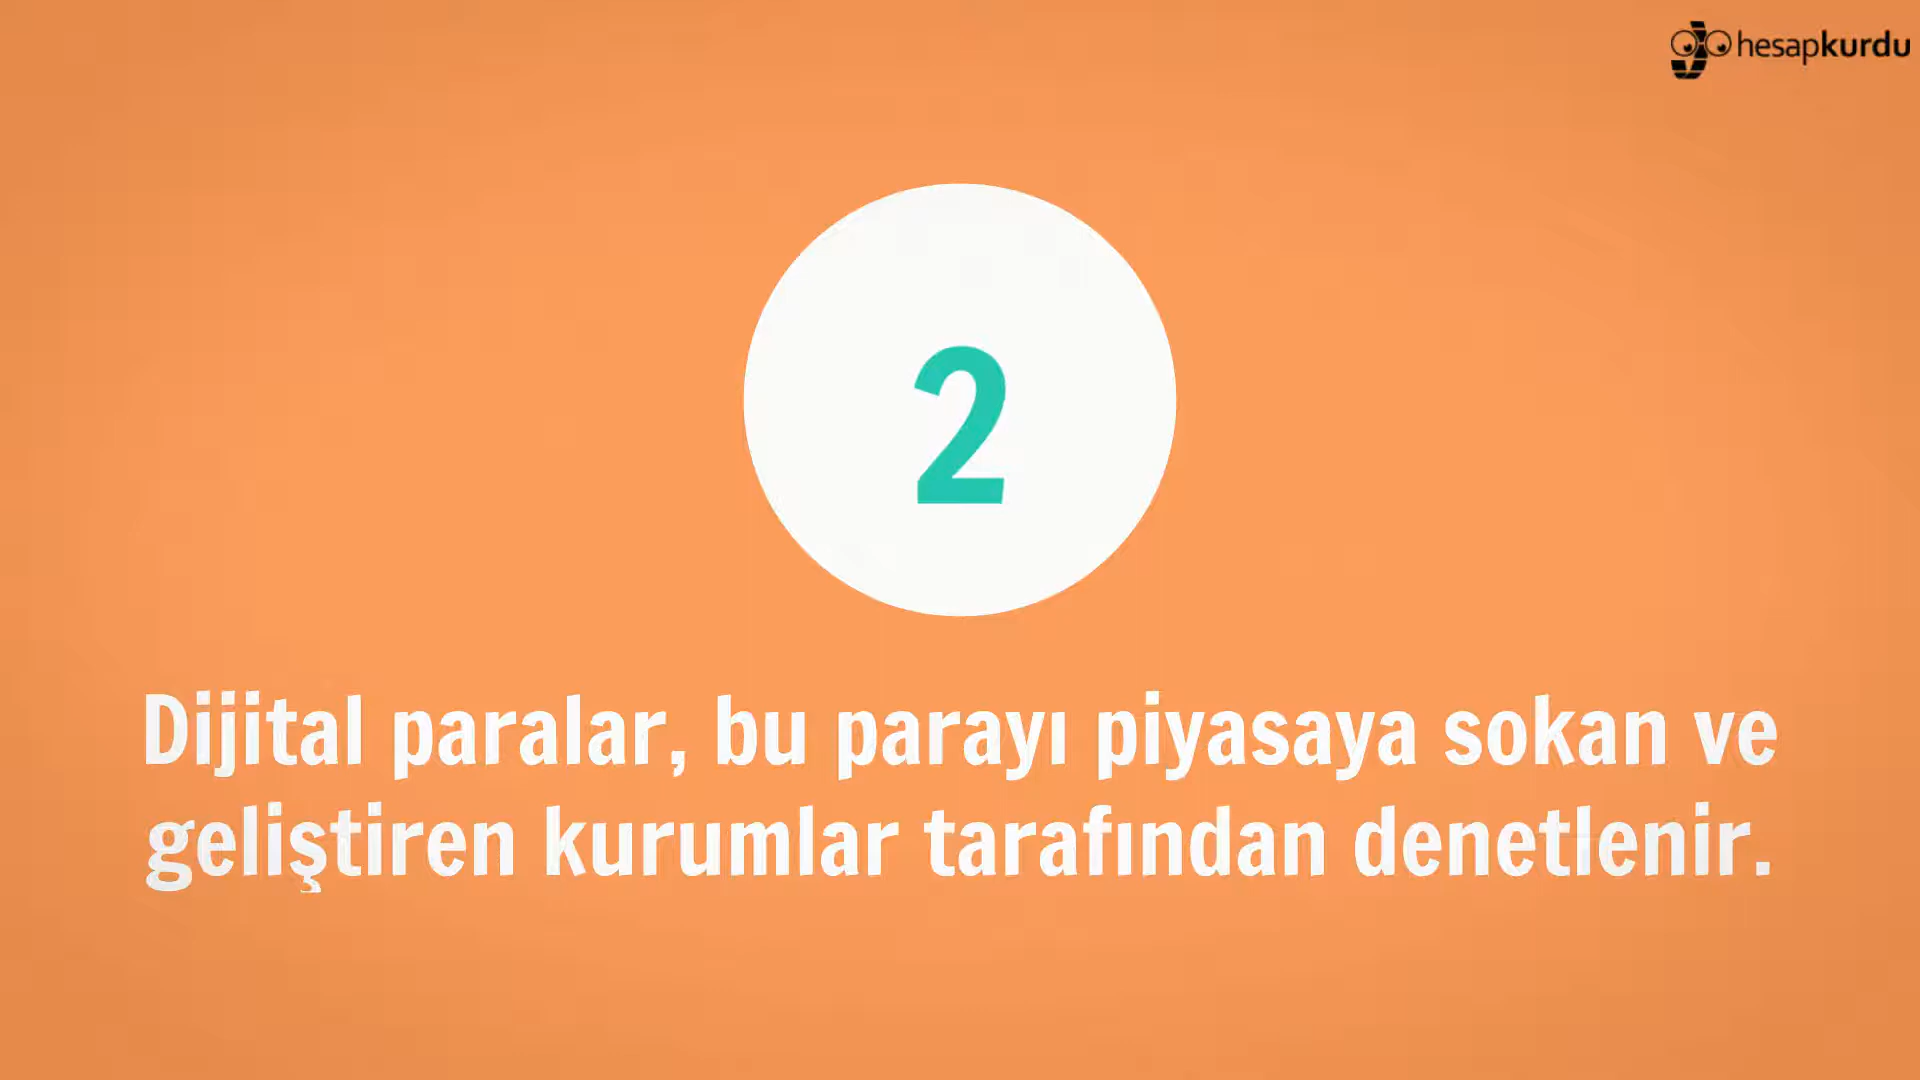 hesapkurdu
2
Dijital paralar, bu parayı piyasaya sokan ve
geliştiren kurumlar tarafından denetlenir.